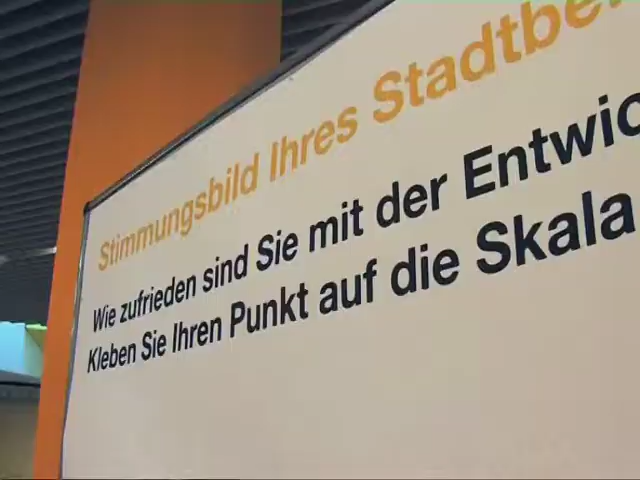 Stimmungsbild Ihres Stadtbe
Wie zufrieden sind Sie mit der Entwic
Kleben Sie Ihren Punkt auf die Skala